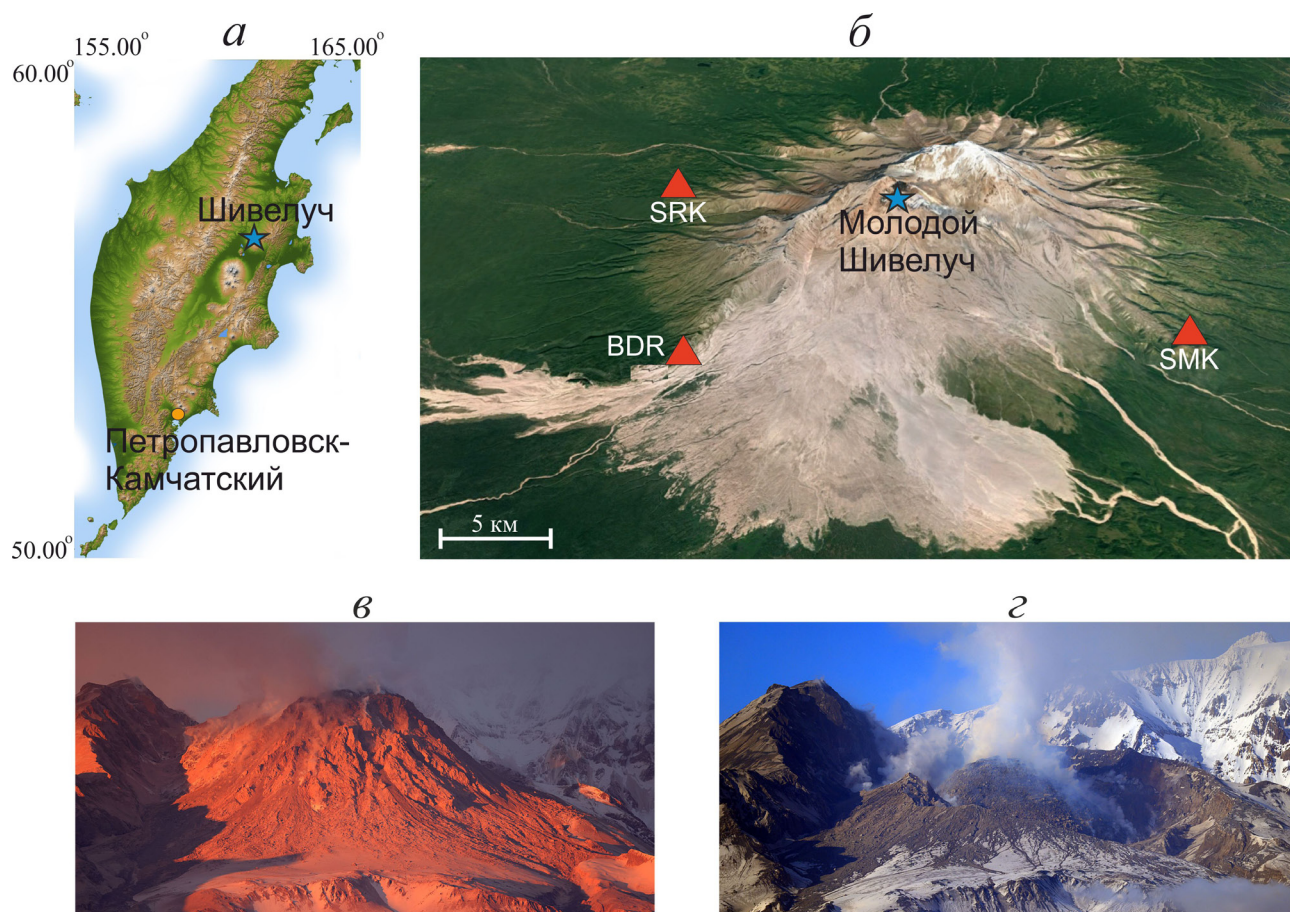 а
155.00° 165.00°
60.00°
Шивелуч
Петропавловск-
Камчатский
50.00°
б
SRK
Молодой
Шивелуч
BDR
SMK
5 км
в
г